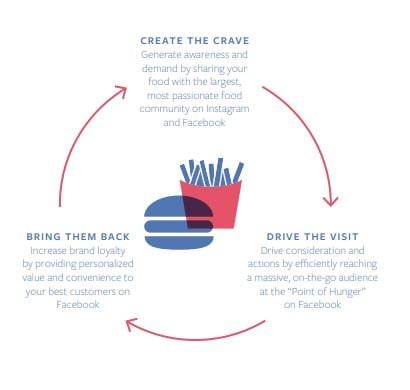 CREATE THE CRAVE
Generate awareness and
demand by sharing your
food with the largest,
most passionate food
community on Instagram
and Facebook
BRING THEM BACK
Increase brand loyalty
by providing personalized
value and convenience to
your best customers on
Facebook
DRIVE THE VISIT
Drive consideration and
actions by efficiently reaching
a massive, on-the-go audience
at the “Point of Hunger”
on Facebook